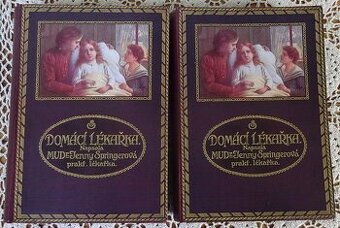 DOMÁCÍ LÉKAŘKA.
Napsala
MUDr. Jenny Springerová
prakt. lékařka.
DOMÁCÍ LÉKAŘKA.
Napsala
MUDr. Jenny Springerová
prakt. lékařka.